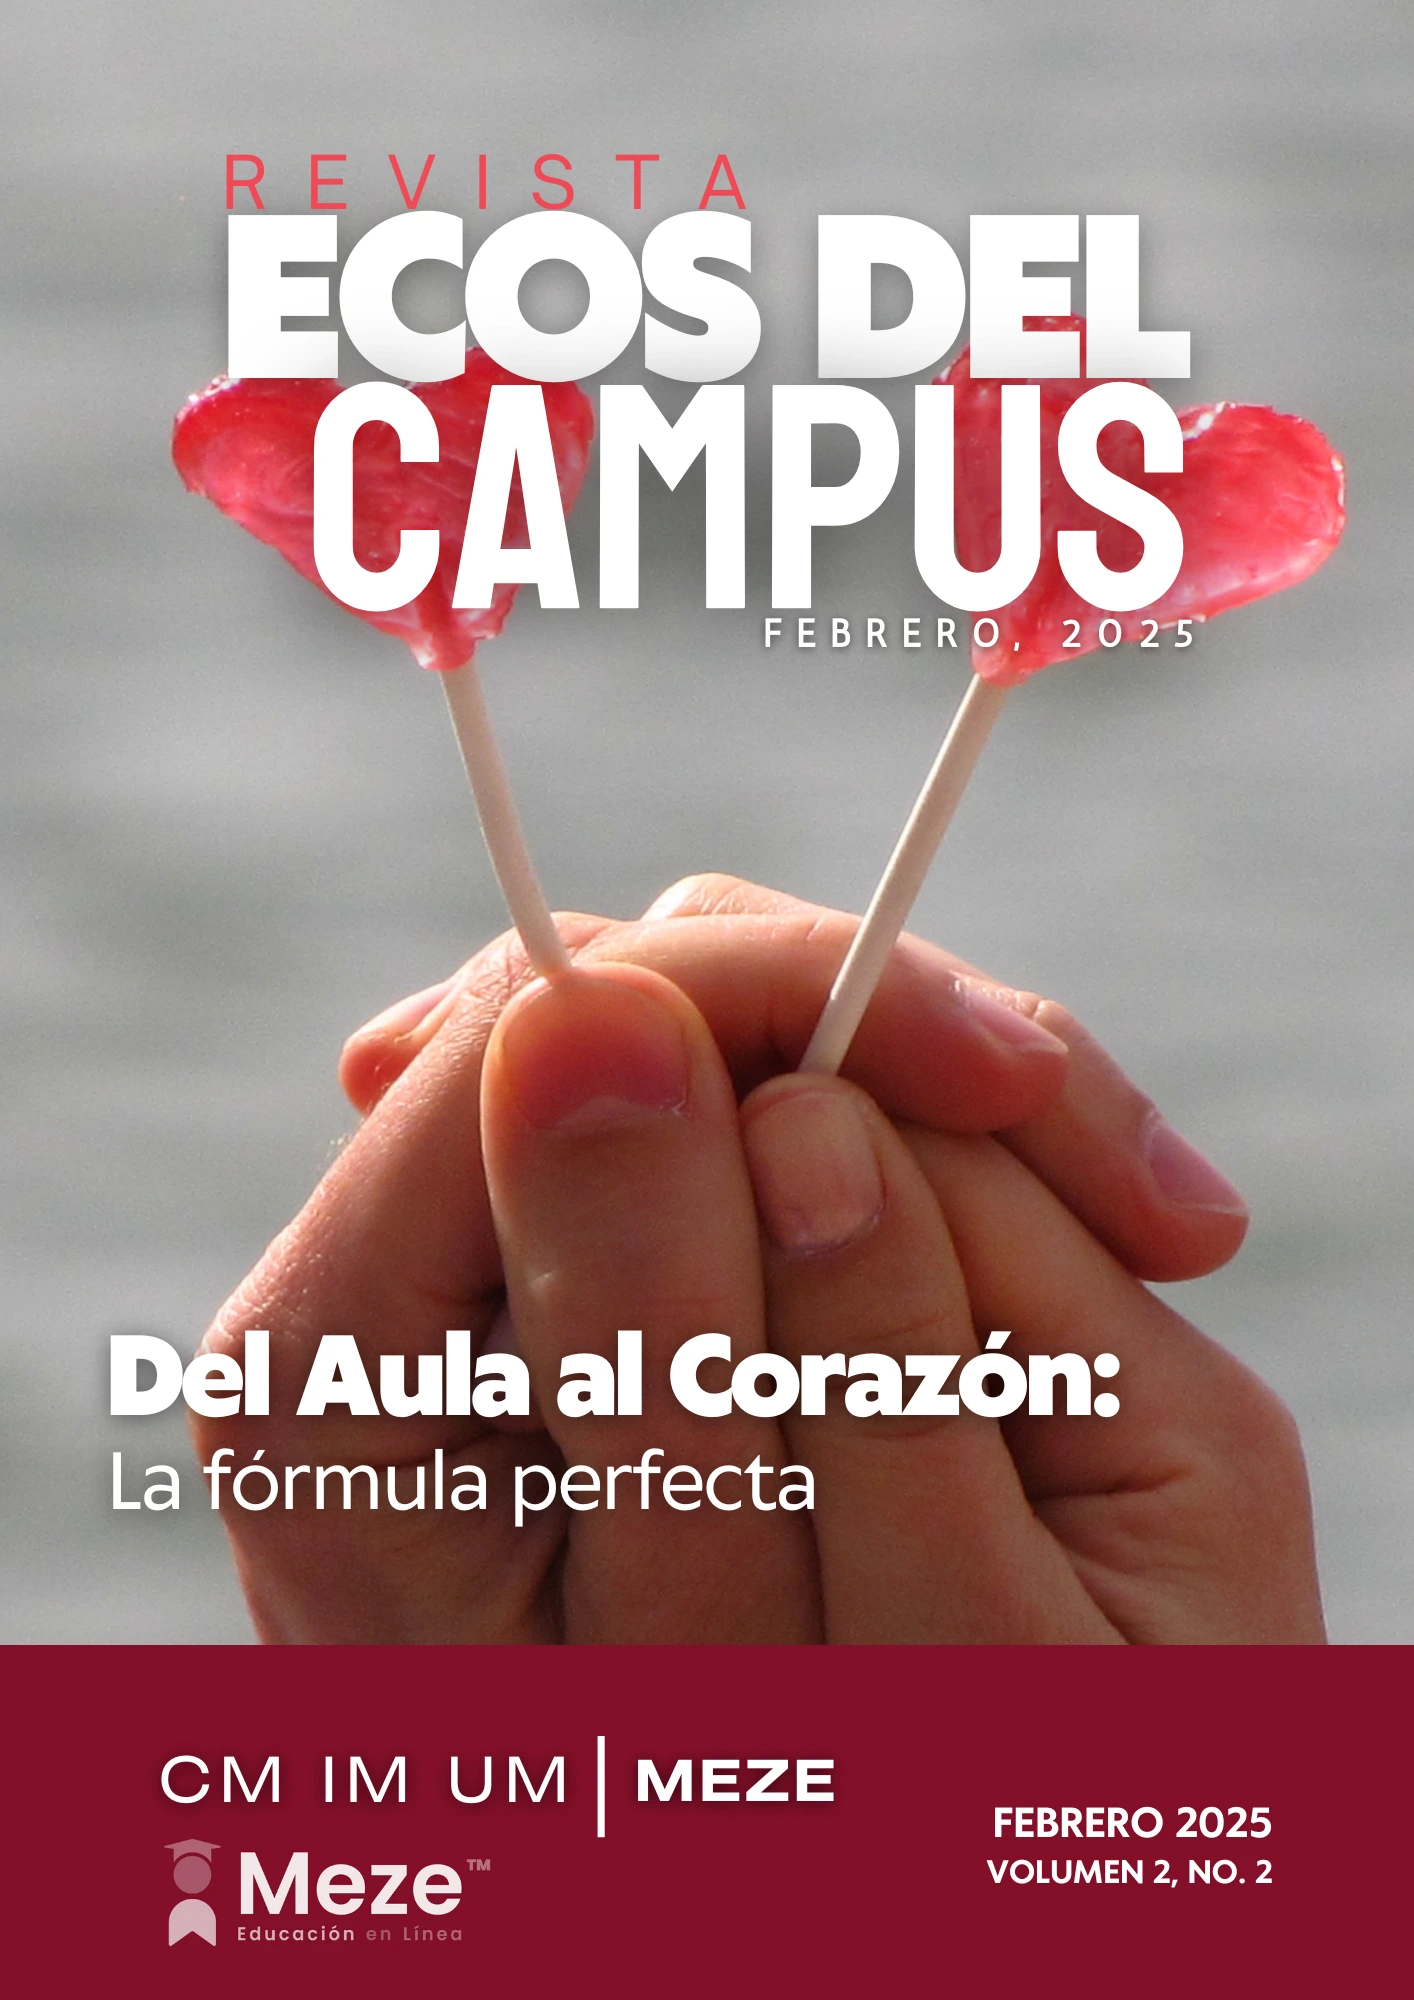 REVISTA
ECOS DEL
CAMPUS
FEBRERO, 2025
Del Aula al Corazón:
La fórmula perfecta
CM IM UM | MEZE
Meze™
Educación en Línea
FEBRERO 2025
VOLUMEN 2, NO. 2